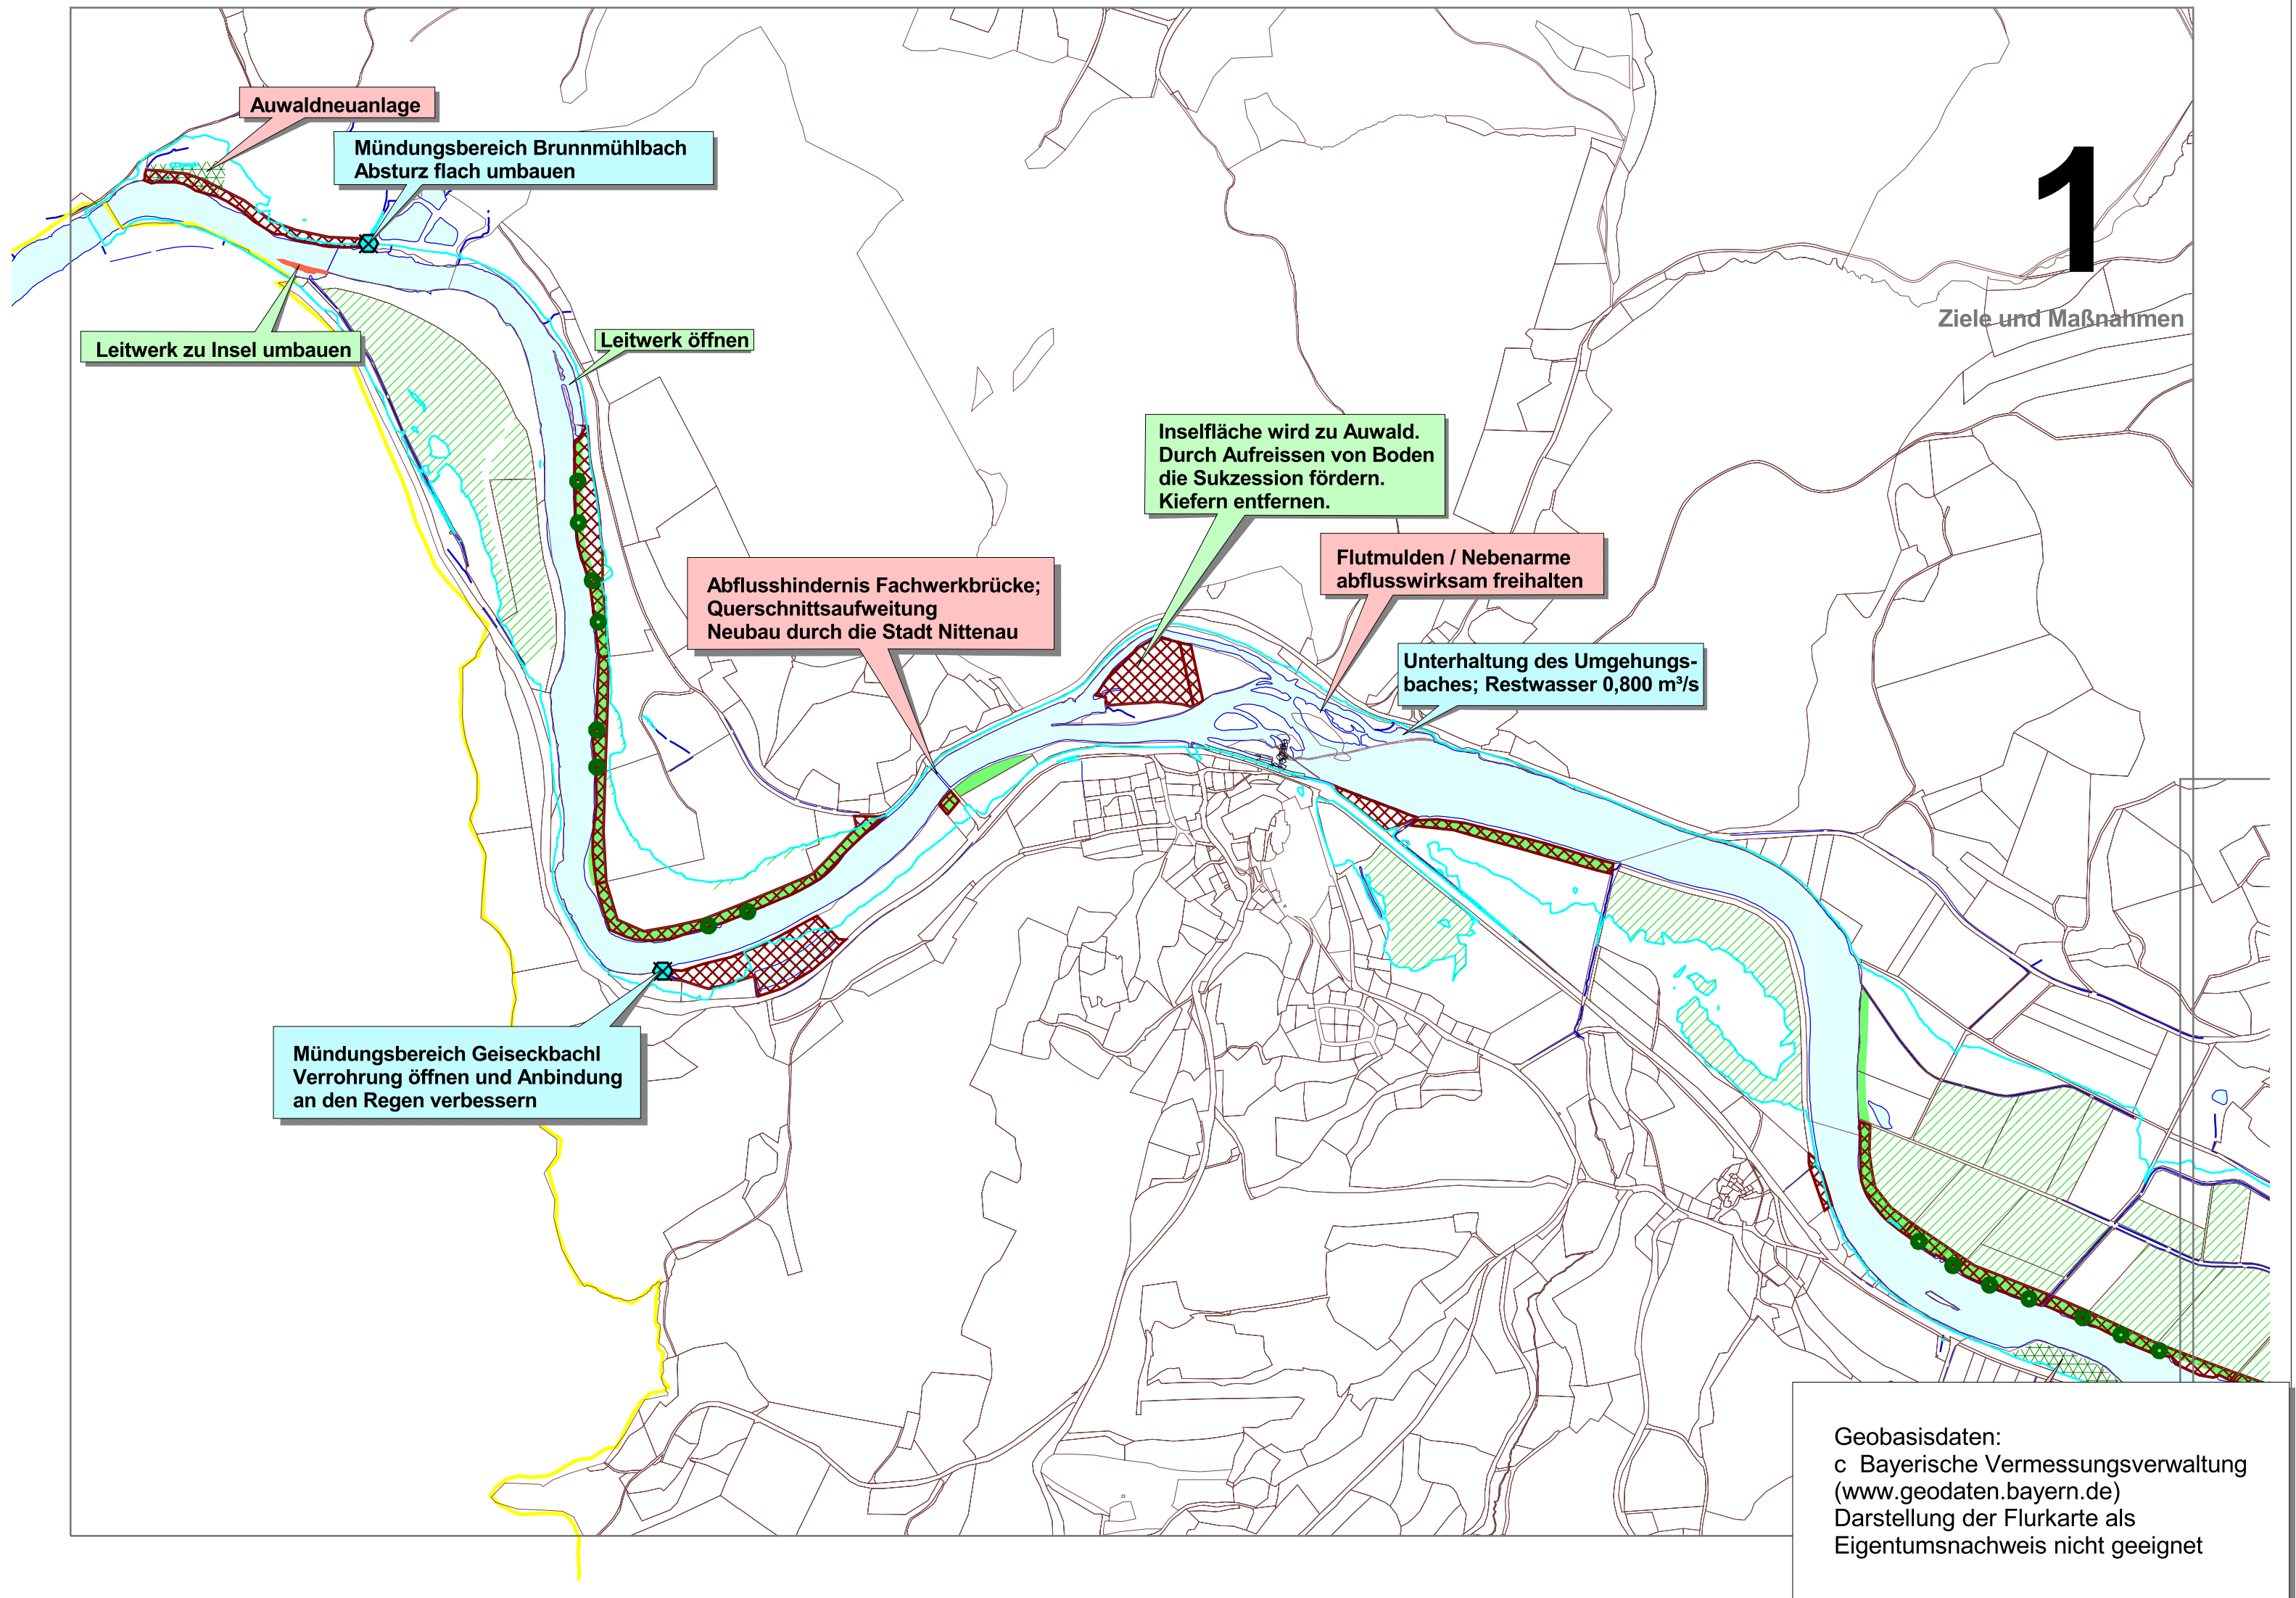 Auwaldneuanlage
Mündungsbereich Brunnmühlbach
Absturz flach umbauen
1
Ziele und Maßnahmen
Leitwerk zu Insel umbauen
Leitwerk öffnen
Inselfläche wird zu Auwald.
Durch Aufreissen von Boden
die Sukzession fördern.
Kiefern entfernen.
Flutmulden / Nebenarme
abflusswirksam freihalten
Abflusshindernis Fachwerkbrücke;
Querschnittsaufweitung
Neubau durch die Stadt Nittenau
Unterhaltung des Umgehungs-
baches; Restwasser 0,800 m³/s
Mündungsbereich Geiseckbachl
Verrohrung öffnen und Anbindung
an den Regen verbessern
Geobasisdaten:
c Bayerische Vermessungsverwaltung
(www.geodaten.bayern.de)
Darstellung der Flurkarte als
Eigentumsnachweis nicht geeignet